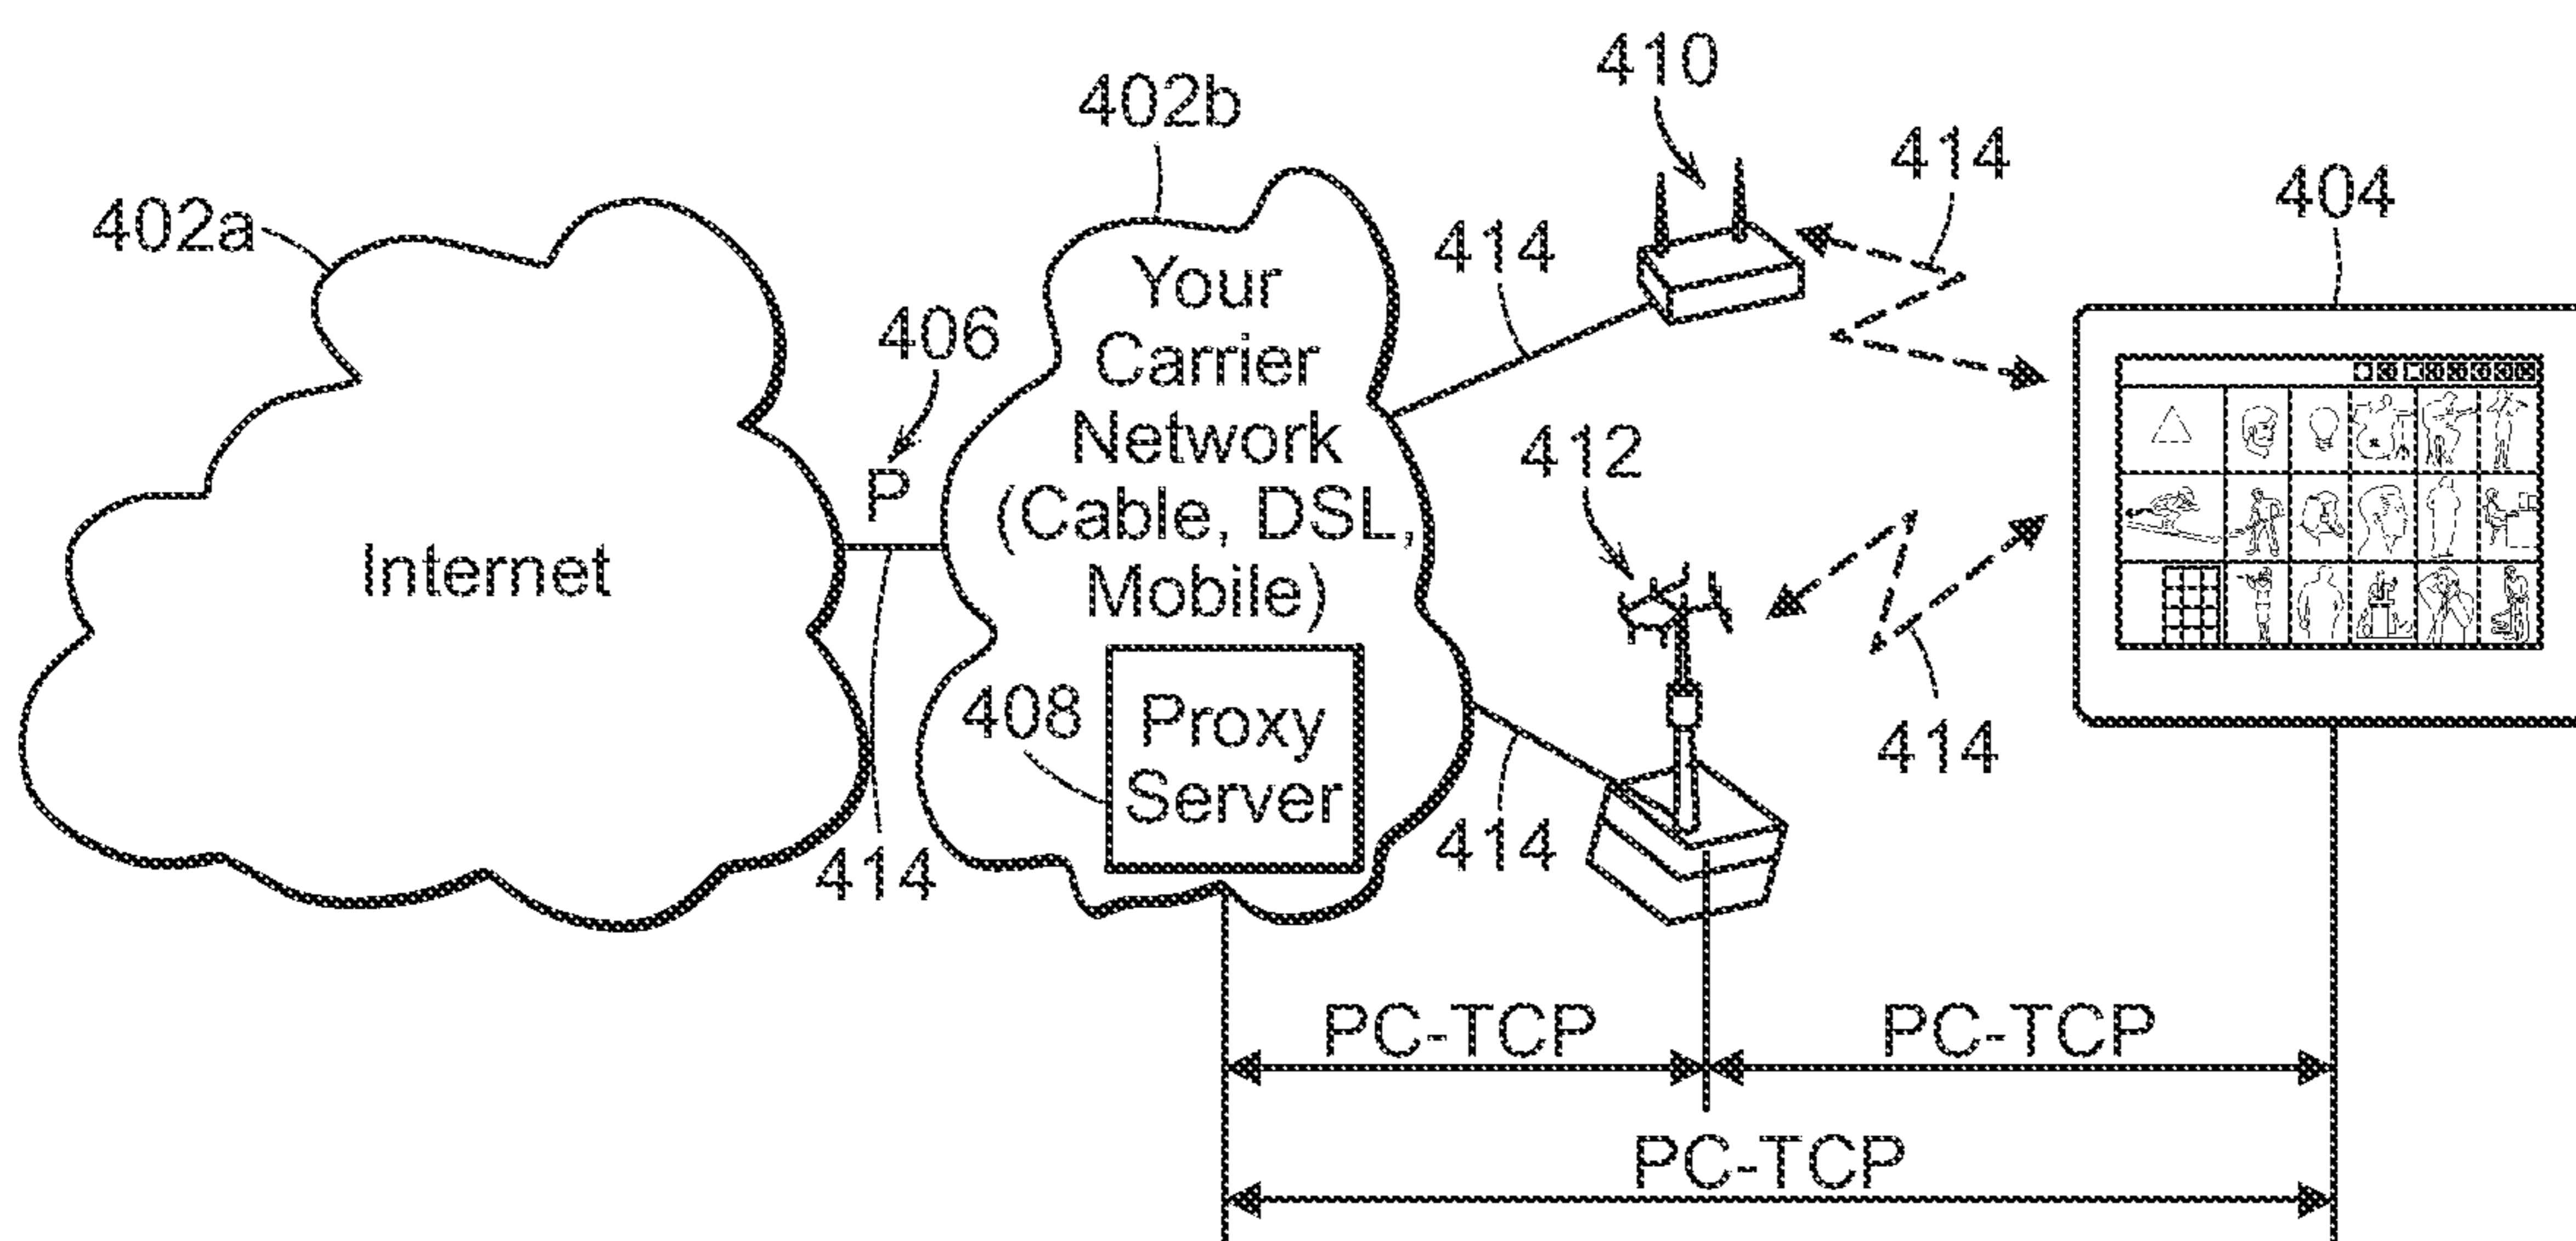 410
402b
414
404
402a
414
406
Your
Carrier
Network
(Cable, DSL,
Mobile)
P
412
Internet
408
Proxy
Server
414
414
414
PC-TCP
PC-TCP
PC-TCP